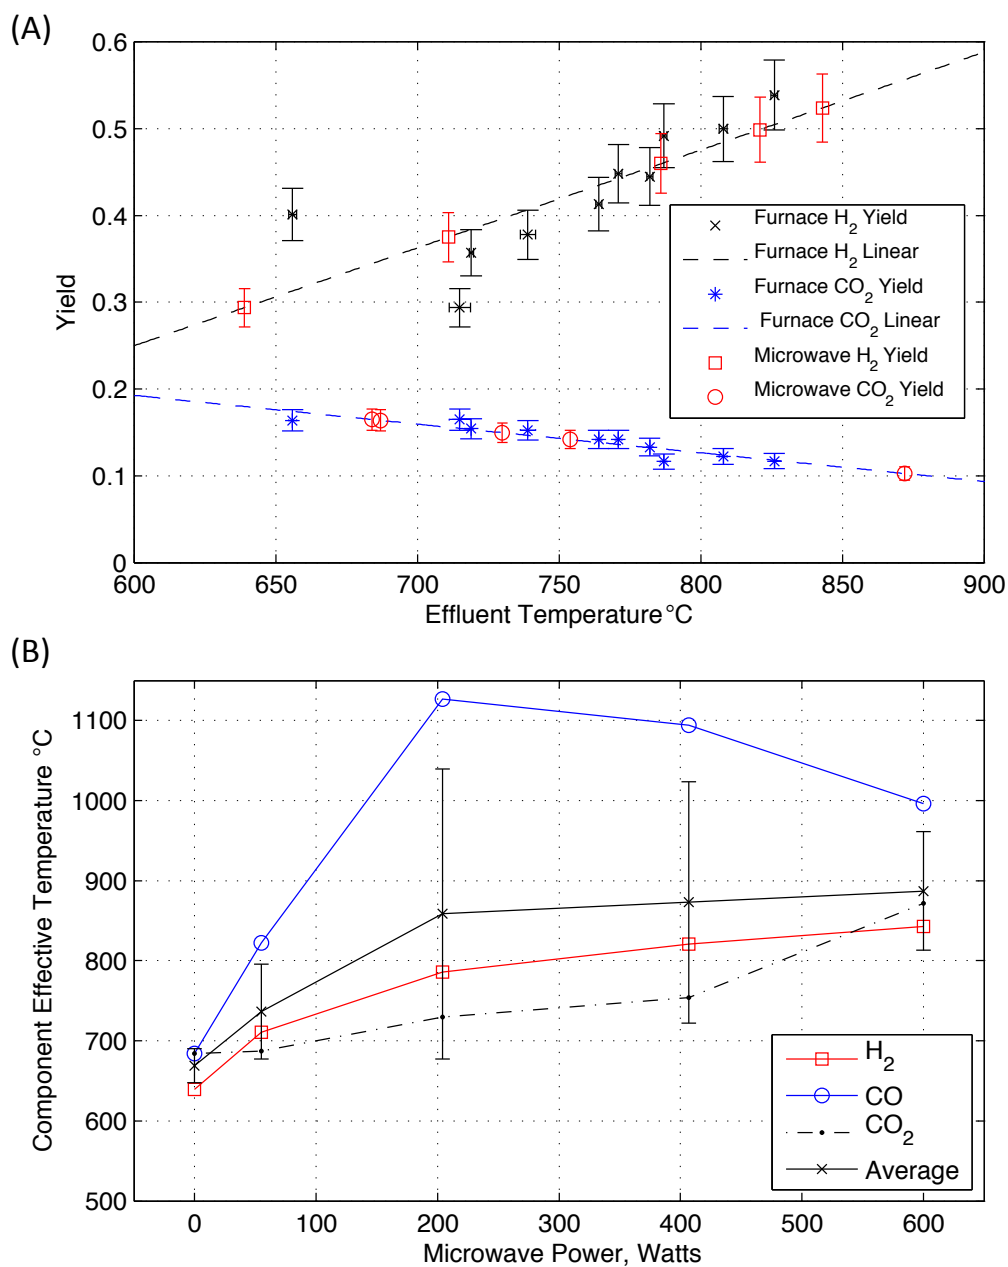 (A)
0.6
0.5
0.4
0.3
0.2
0.1
0
Yield
Furnace H2 Yield
Furnace H2 Linear
Furnace CO2 Yield
Furnace CO2 Linear
Microwave H2 Yield
Microwave CO2 Yield
600 650 700 750 800 850 900
Effluent Temperature °C
(B)
1100
1000
900
800
700
600
500
Component Effective Temperature °C
H2
CO
CO2
Average
0 100 200 300 400 500 600
Microwave Power, Watts